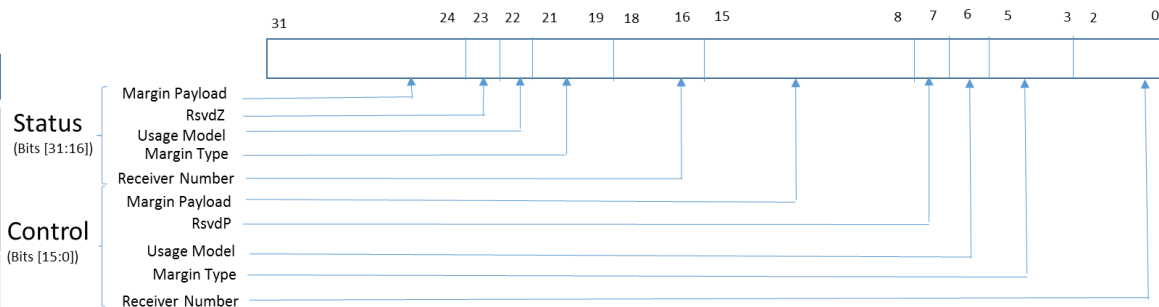 31 24 23 22 21 19 18 16 15 8 7 6 5 3 2 0
Margin Payload
RsvdZ
Status
Usage Model
(Bits [31:16])
Margin Type
Receiver Number
Margin Payload
RsvdP
Control
Usage Model
(Bits [15:0])
Margin Type
Receiver Number